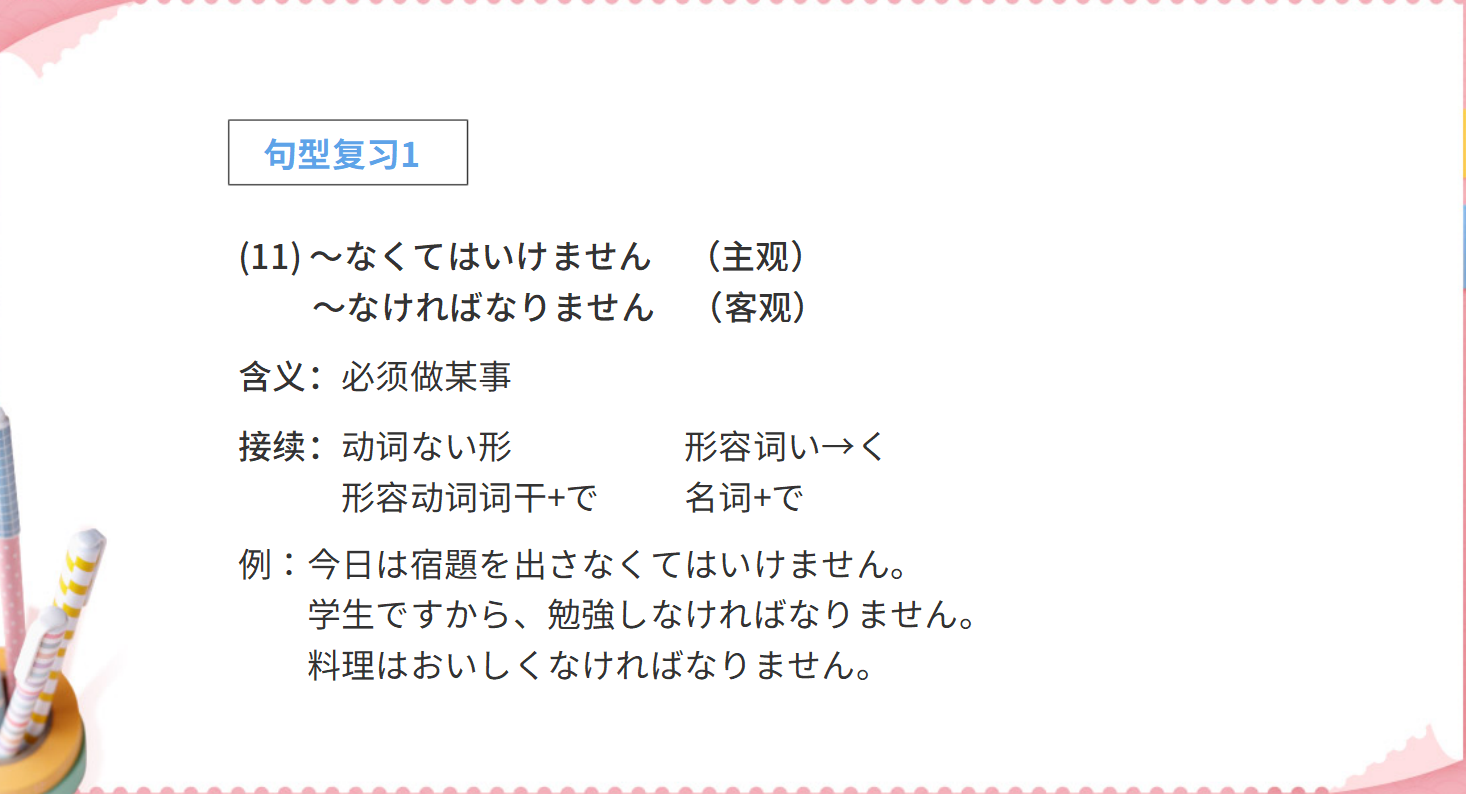 句型复习1
(11)～なくてはいけません （主观）
～なければなりません （客观）
含义：必须做某事
接续：动词ない形 形容词い→く
形容动词词干+で 名词+で
例：今日は宿題を出さなくてはいけません。
学生ですから、勉強しなければなりません。
料理はおいしくなければなりません。